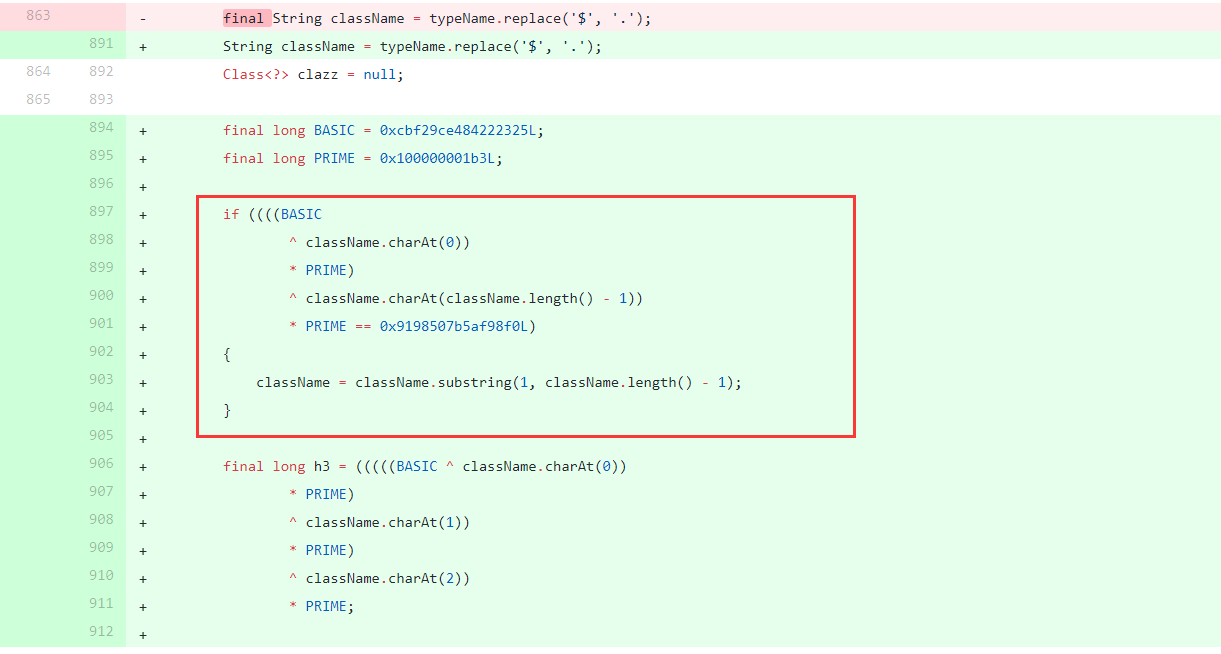 863 - final String className = typeName.replace('$', '.');
891 + String className = typeName.replace('$', '.');
864 892 Class<?> clazz = null;
865 893
894 + final long BASIC = 0xcbf29ce484222325L;
895 + final long PRIME = 0x100000001b3L;
896 +
897 + if ((((BASIC
898 + ^ className.charAt(0))
899 + * PRIME)
900 + ^ className.charAt(className.length() - 1))
901 + * PRIME == 0x9198507b5af98f0L)
902 + {
903 + className = className.substring(1, className.length() - 1);
904 + }
905 +
906 + final long h3 = (((((BASIC ^ className.charAt(0))
907 + * PRIME)
908 + ^ className.charAt(1))
909 + * PRIME)
910 + ^ className.charAt(2))
911 + * PRIME;
912 +